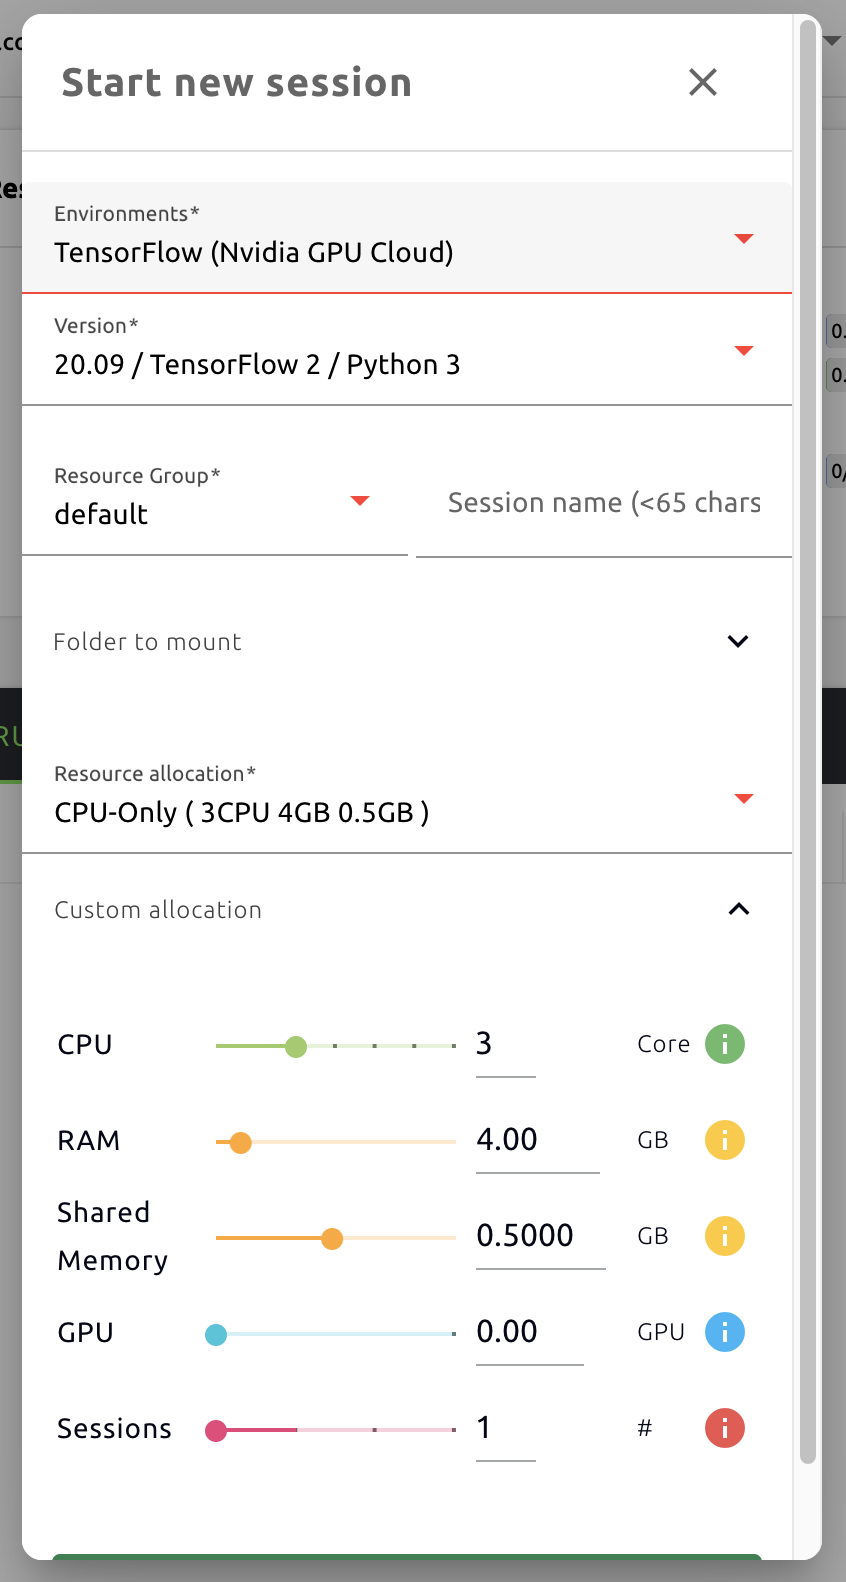 Start new session
Environments*
TensorFlow (Nvidia GPU Cloud)
Version*
20.09 / TensorFlow 2 / Python 3
Resource Group*
default
Session name (<65 chars
Folder to mount
Resource allocation*
CPU-Only ( 3CPU 4GB 0.5GB )
Custom allocation
CPU 3 Core
RAM 4.00 GB
Shared
Memory
0.5000 GB
GPU 0.00 GPU
Sessions 1 #